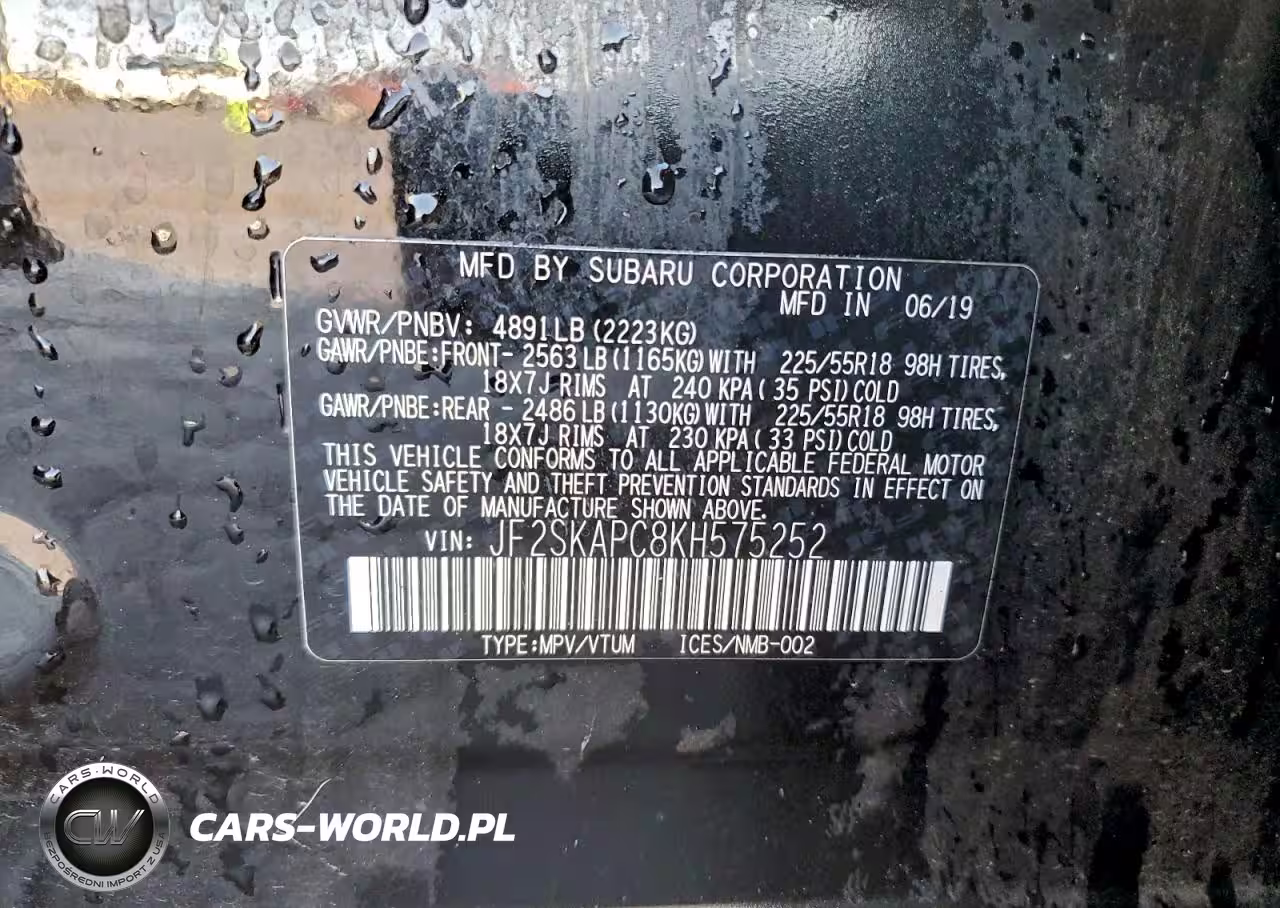 MFD BY SUBARU CORPORATION
MFD IN 06/19
GVWR/PNBV: 4891LB (2223KG)
GAWR/PNBE:FRONT- 2563 LB (1165KG) WITH 225/55R18 98H TIRES,
18X7J RIMS AT 240 KPA ( 35 PSI) COLD
GAWR/PNBE:REAR - 2486 LB (1130KG) WITH 225/55R18 98H TIRES,
18X7J RIMS AT 230 KPA ( 33 PSI) COLD
THIS VEHICLE CONFORMS TO ALL APPLICABLE FEDERAL MOTOR
VEHICLE SAFETY AND THEFT PREVENTION STANDARDS IN EFFECT ON
THE DATE OF MANUFACTURE SHOWN ABOVE.
VIN: JF2SKAPC8KH575252
TYPE:MPV/VTUM ICES/NMB-002
CARS-WORLD
CW
BEZPOŚREDNI IMPORT Z USA
CARS-WORLD.PL